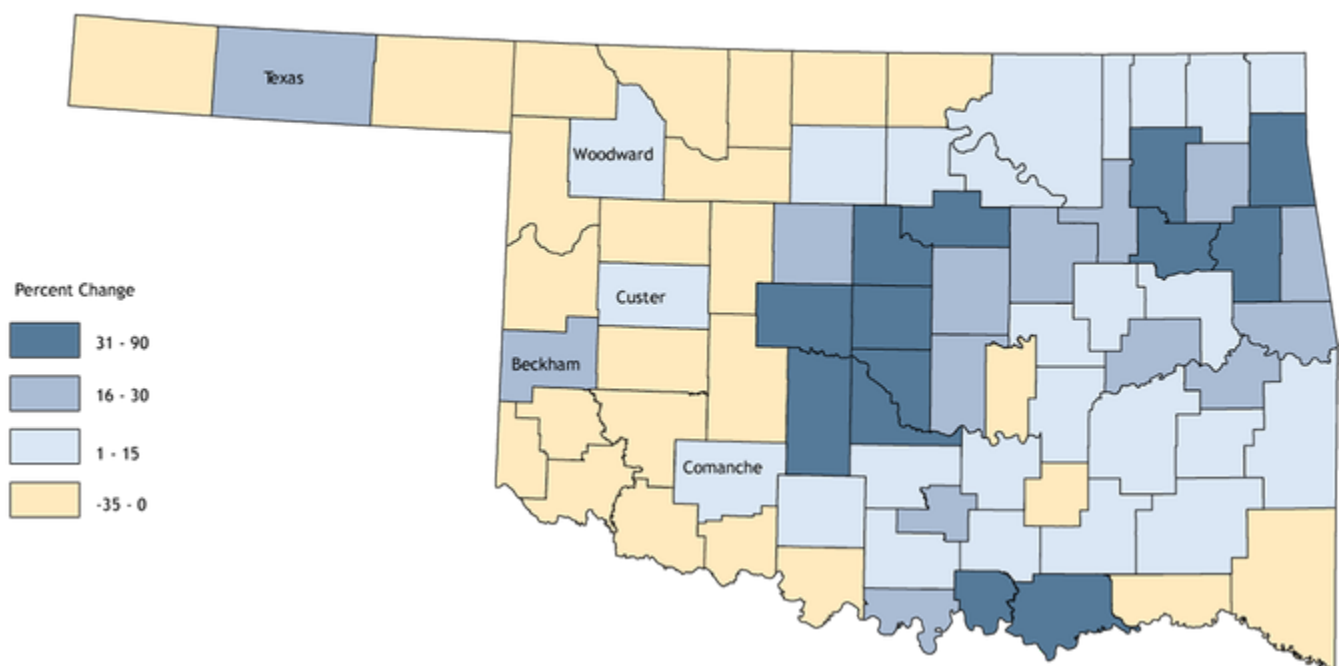 Texas
Woodward
Custer
Beckham
Comanche
Percent Change
31 - 90
16 - 30
1 - 15
-35 - 0